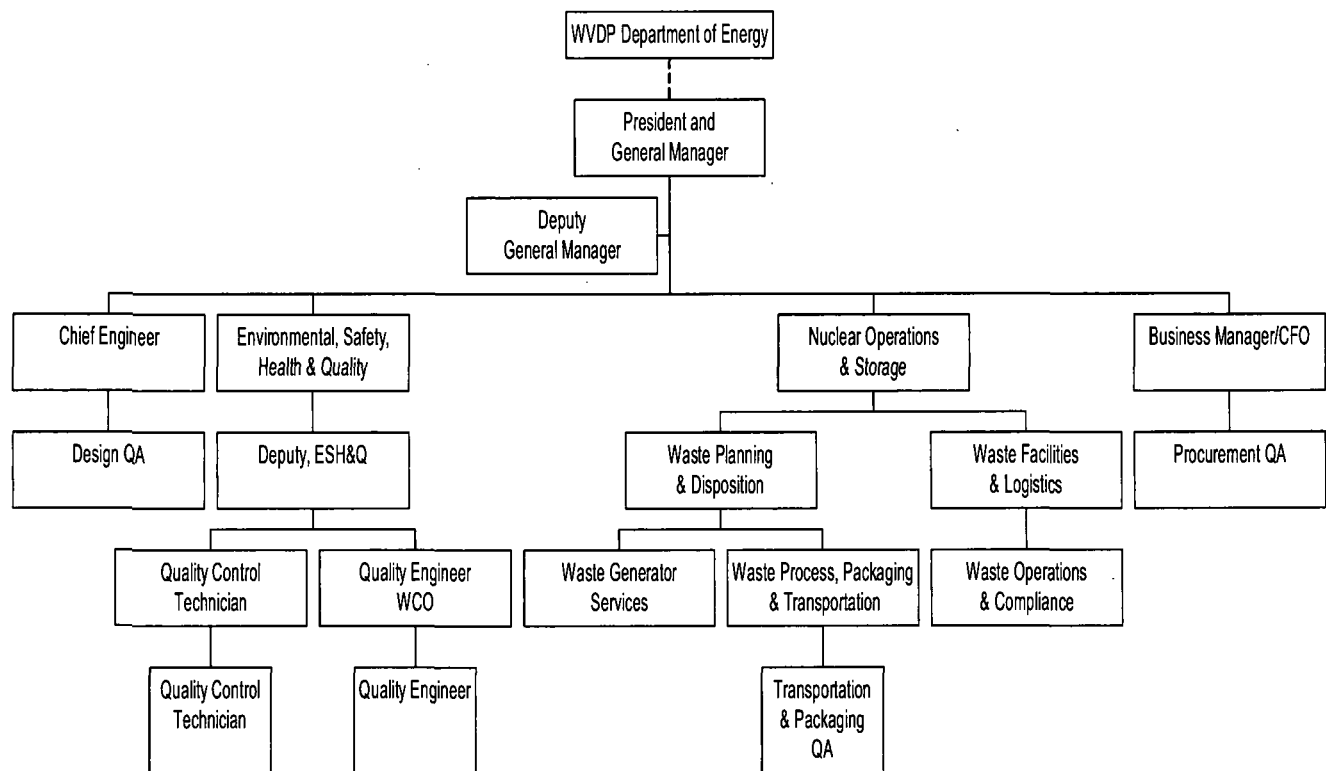 WVDP Department of Energy
President and
General Manager
Deputy
General Manager
Chief Engineer
Environmental, Safety,
Health & Quality
Nuclear Operations
& Storage
Business Manager/CFO
Design QA
Deputy, ESH&Q
Waste Planning
& Disposition
Waste Facilities
& Logistics
Procurement QA
Quality Control
Technician
Quality Engineer
WCO
Waste Generator
Services
Waste Process, Packaging
& Transportation
Waste Operations
& Compliance
Quality Control
Technician
Quality Engineer
Transportation
& Packaging
QA